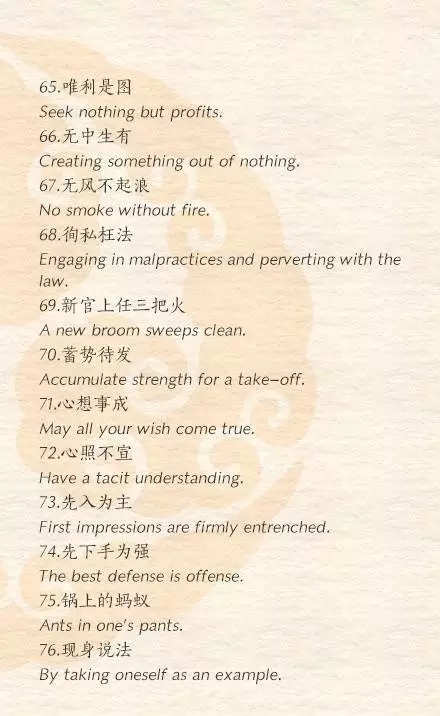 65.唯利是图
Seek nothing but profits.
66.无中生有
Creating something out of nothing.
67.无风不起浪
No smoke without fire.
68.徇私枉法
Engaging in malpractices and perverting with the
law.
69.新官上任三把火
A new broom sweeps clean.
70.蓄势待发
Accumulate strength for a take-off.
71.心想事成
May all your wish come true.
72.心照不宣
Have a tacit understanding.
73.先入为主
First impressions are firmly entrenched.
74.先下手为强
The best defense is offense.
75.锅上的蚂蚁
Ants in one's pants.
76.现身说法
By taking oneself as an example.